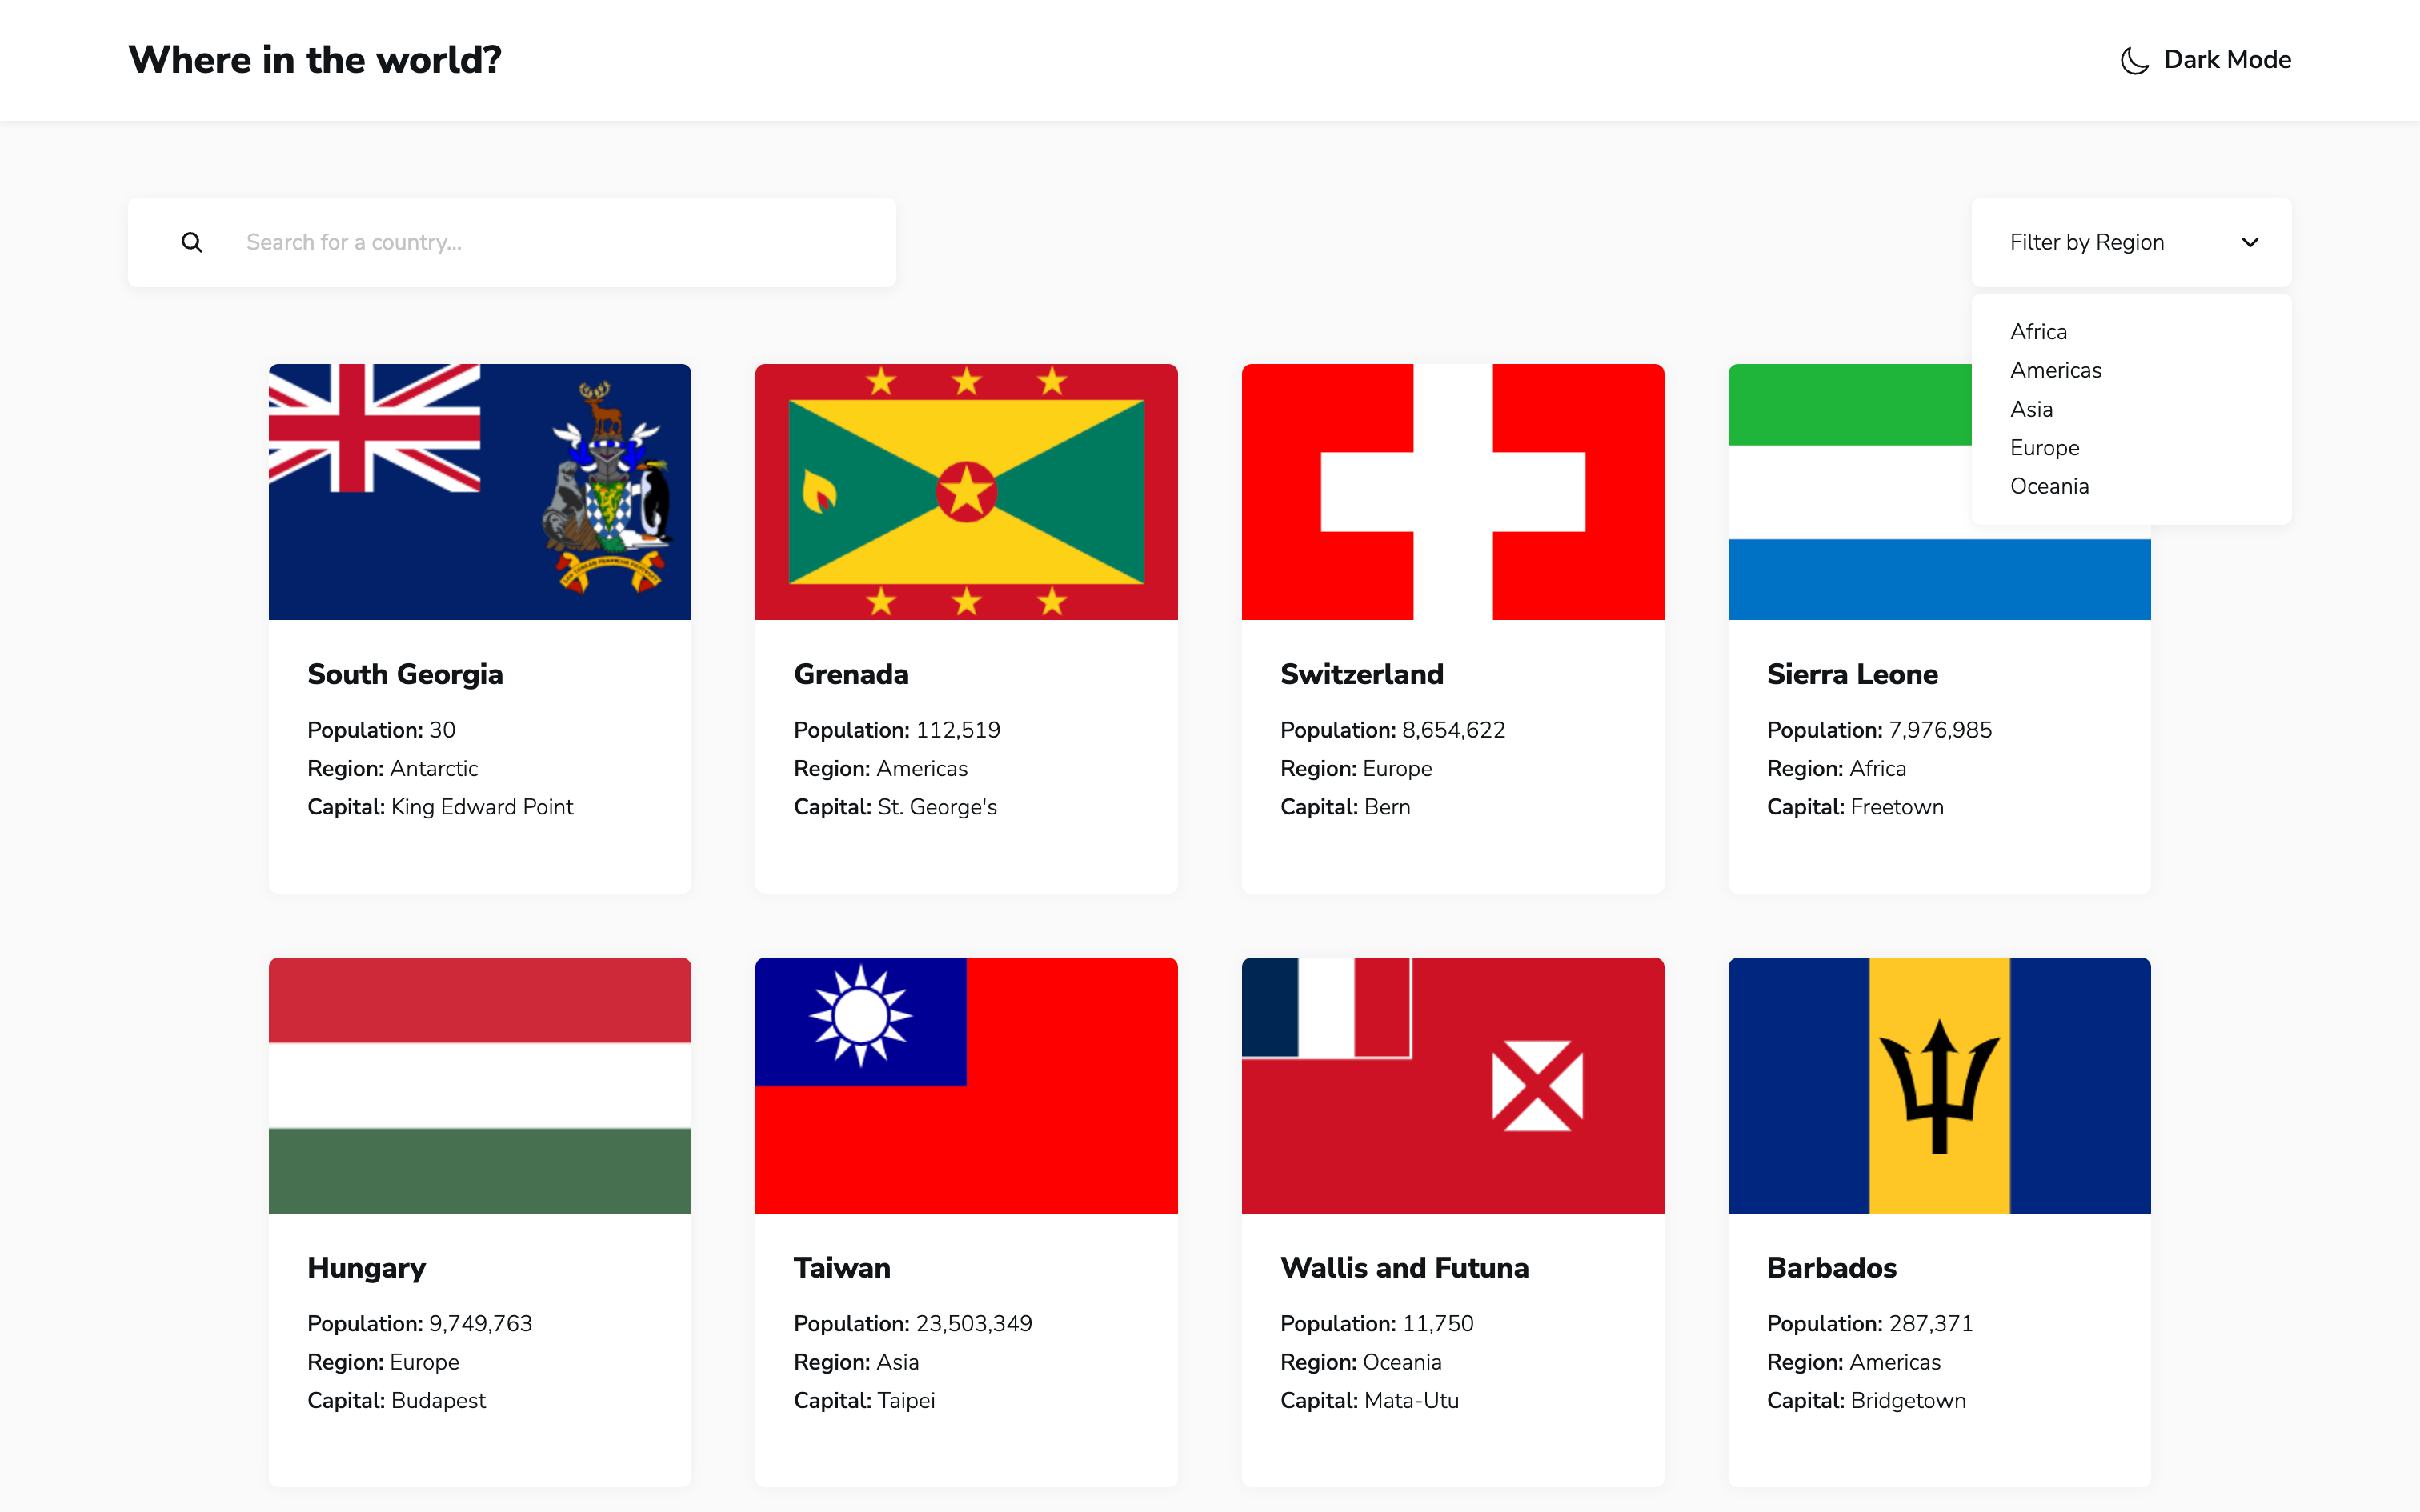 Where in the world?
Dark Mode
Search for a country...
Filter by Region
Africa
Americas
Asia
Europe
Oceania
South Georgia
Population: 30
Region: Antarctic
Capital: King Edward Point
Grenada
Population: 112,519
Region: Americas
Capital: St. George's
Switzerland
Population: 8,654,622
Region: Europe
Capital: Bern
Sierra Leone
Population: 7,976,985
Region: Africa
Capital: Freetown
Hungary
Population: 9,749,763
Region: Europe
Capital: Budapest
Taiwan
Population: 23,503,349
Region: Asia
Capital: Taipei
Wallis and Futuna
Population: 11,750
Region: Oceania
Capital: Mata-Utu
Barbados
Population: 287,371
Region: Americas
Capital: Bridgetown